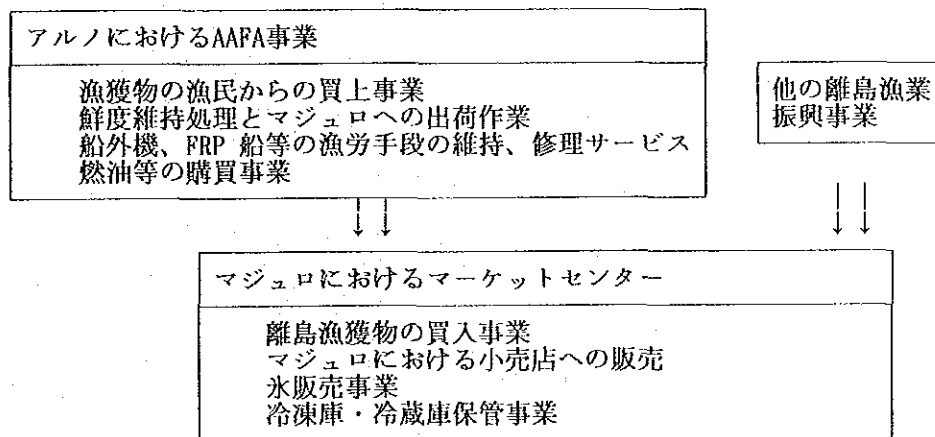 アルノにおけるAAFA事業
漁獲物の漁民からの買上事業
鮮度維持処理とマジュロへの出荷作業
船外機、FRP 船等の漁労手段の維持、修理サービス
燃油等の購買事業
他の離島漁業
振興事業
↓↓
↓↓
マジュロにおけるマーケットセンター
離島漁獲物の買入事業
マジュロにおける小売店への販売
氷販売事業
冷凍庫・冷蔵庫保管事業